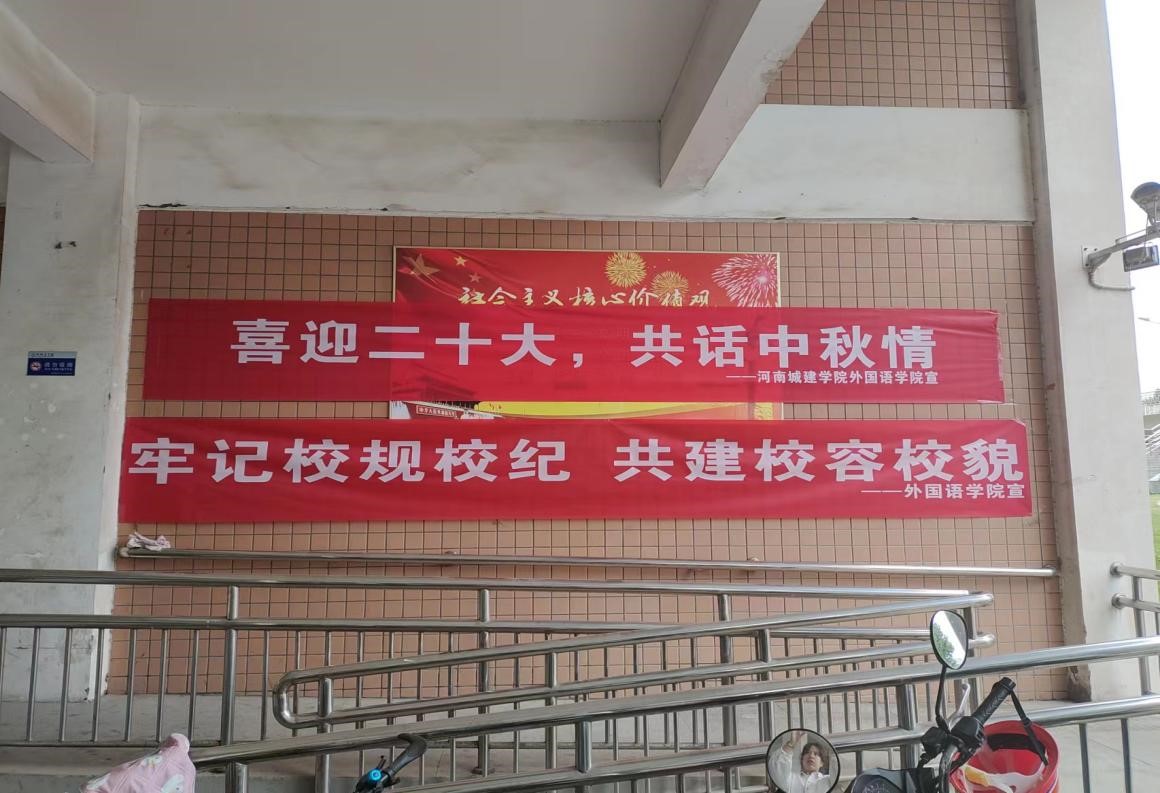 社会主义核心价值观
喜迎二十大，共话中秋情
——河南城建学院外国语学院宣
牢记校规校纪 共建校容校貌
——外国语学院宣